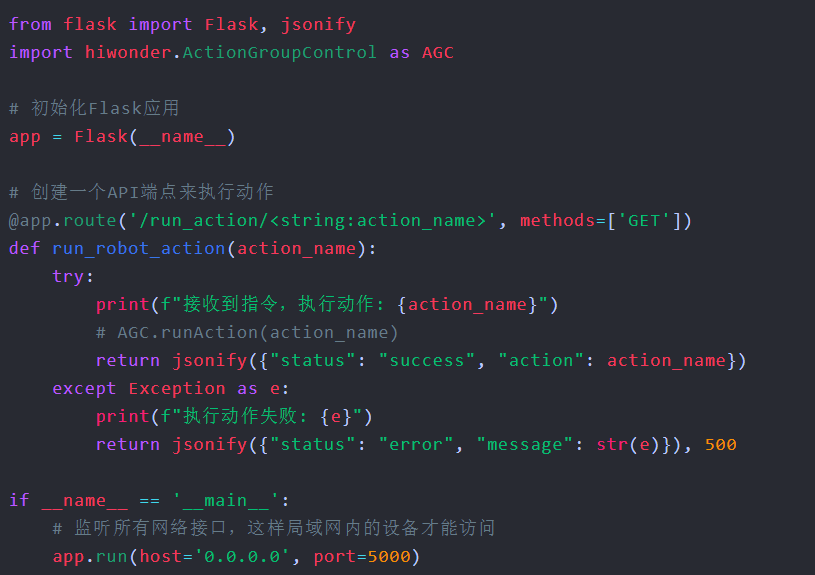 from flask import Flask, jsonify
import hiwonder.ActionGroupControl as AGC
# 初始化Flask应用
app = Flask(__name__)
# 创建一个API端点来执行动作
@app.route('/run_action/<string:action_name>', methods=['GET'])
def run_robot_action(action_name):
    try:
        print(f"接收到指令，执行动作: {action_name}")
        # AGC.runAction(action_name)
        return jsonify({"status": "success", "action": action_name})
    except Exception as e:
        print(f"执行动作失败: {e}")
        return jsonify({"status": "error", "message": str(e)}), 500
if __name__ == '__main__':
    # 监听所有网络接口，这样局域网内的设备才能访问
    app.run(host='0.0.0.0', port=5000)